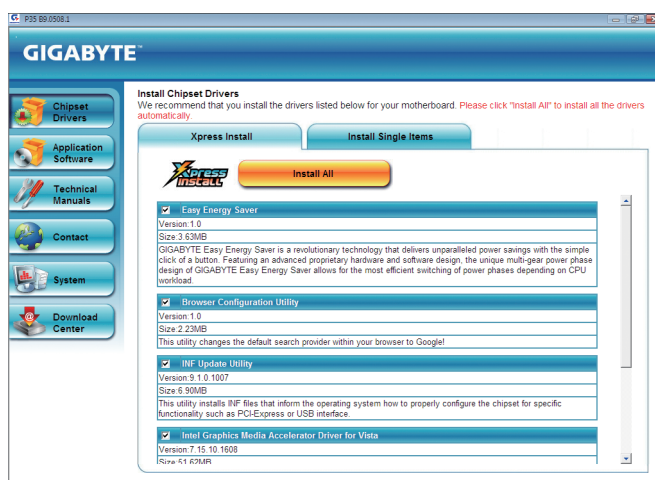 P35 B9.0508.1
GIGABYTE™
Chipset
Drivers
Application
Software
Technical
Manuals
Contact
System
Download
Center
Install Chipset Drivers
We recommend that you install the drivers listed below for your motherboard. Please click "Install All" to install all the drivers
automatically.
Xpress Install
Install Single Items
Xpress
Install
Install All
Easy Energy Saver
Version:1.0
Size:3.63MB
GIGABYTE Easy Energy Saver is a revolutionary technology that delivers unparalleled power savings with the simple
click of a button. Featuring an advanced proprietary hardware and software design, the unique multi-gear power phase
design of GIGABYTE Easy Energy Saver allows for the most efficient switching of power phases depending on CPU
workload.
Browser Configuration Utility
Version:1.0
Size:2.23MB
This utility changes the default search provider within your browser to Google!
INF Update Utility
Version:9.1.0.1007
Size:6.90MB
This utility installs INF files that inform the operating system how to properly configure the chipset for specific
functionality such as PCI-Express or USB interface.
Intel Graphics Media Accelerator Driver for Vista
Version:7.15.10.1608
Size:51.62MB